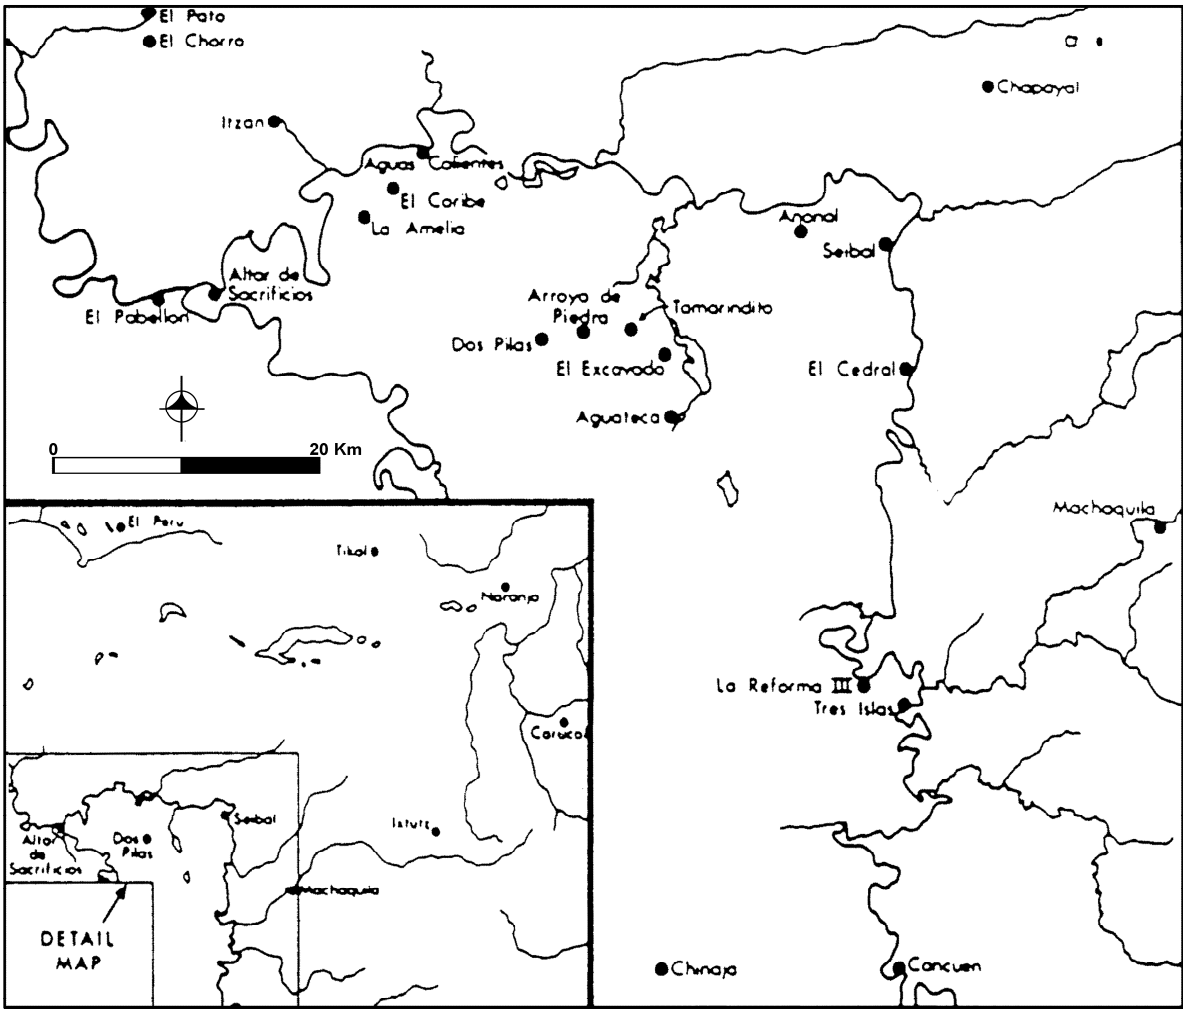 El Pato
El Chorro
Chapayal
Itzan
Aguas Calientes
El Caribe
La Amelia
Anonal
Seibal
Altar de
Sacrificios
El Pabellon
Arroyo de
Piedra
Tamarindito
Dos Pilas
El Excavado
El Cedral
Aguateca
0
20 Km
Machaquila
La Reforma III
Tres Islas
Chinaja
Cancuen
El Peru
Tikal
Naranjo
Caracol
Ixtutz
Seibal
Dos
Pilas
Altar
de
Sacrificios
Machaquila
DETAIL
MAP